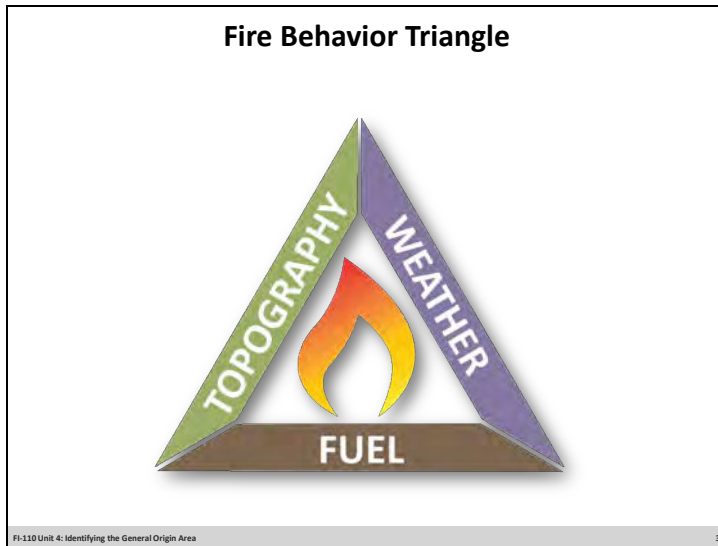 Fire Behavior Triangle
TOPOGRAPHY
WEATHER
FUEL
FI-110 Unit 4: Identifying the General Origin Area